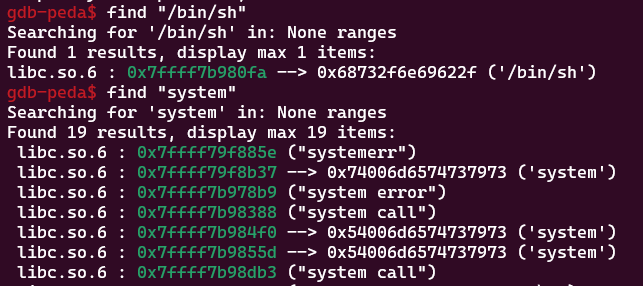 gdb-peda$ find "/bin/sh"
Searching for '/bin/sh' in: None ranges
Found 1 results, display max 1 items:
libc.so.6 : 0x7ffff7b980fa --> 0x68732f6e69622f ('/bin/sh')
gdb-peda$ find "system"
Searching for 'system' in: None ranges
Found 19 results, display max 19 items:
libc.so.6 : 0x7ffff79f885e ("systemerr")
libc.so.6 : 0x7ffff79f8b37 --> 0x74006d6574737973 ('system')
libc.so.6 : 0x7ffff7b978b9 ("system error")
libc.so.6 : 0x7ffff7b98388 ("system call")
libc.so.6 : 0x7ffff7b984f0 --> 0x54006d6574737973 ('system')
libc.so.6 : 0x7ffff7b9855d --> 0x54006d6574737973 ('system')
libc.so.6 : 0x7ffff7b98db3 ("system call")